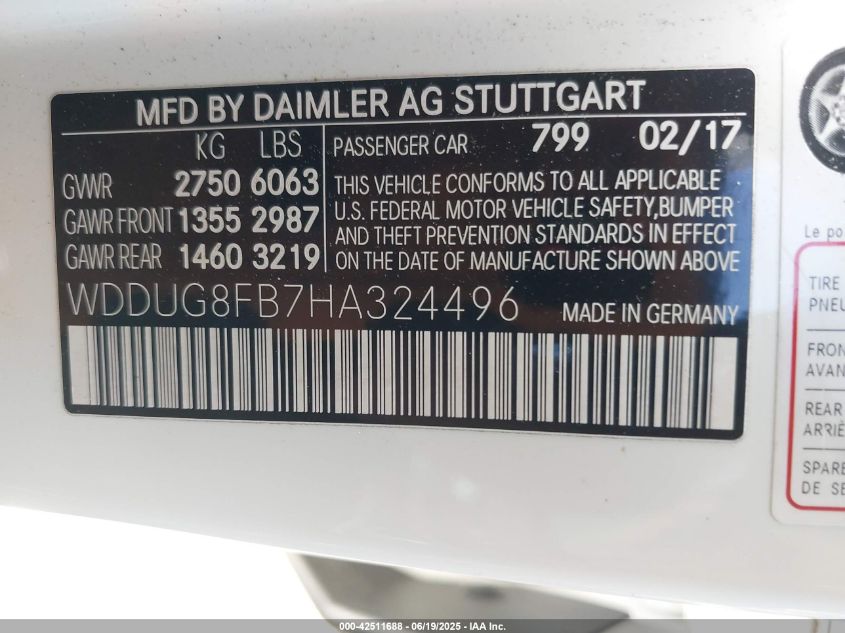 MFD BY DAIMLER AG STUTTGART
KG LBS
PASSENGER CAR 799 02/17
GVWR 2750 6063
GAWR FRONT 1355 2987
GAWR REAR 1460 3219
THIS VEHICLE CONFORMS TO ALL APPLICABLE
U.S. FEDERAL MOTOR VEHICLE SAFETY,BUMPER
AND THEFT PREVENTION STANDARDS IN EFFECT
ON THE DATE OF MANUFACTURE SHOWN ABOVE.
WDDUG8FB7HA324496 MADE IN GERMANY
Le po
TIRE
PNEU
FRON
AVAN
REAR
ARRIÈ
SPARE
DE SE
000-42511688 - 06/19/2025 - IAA Inc.